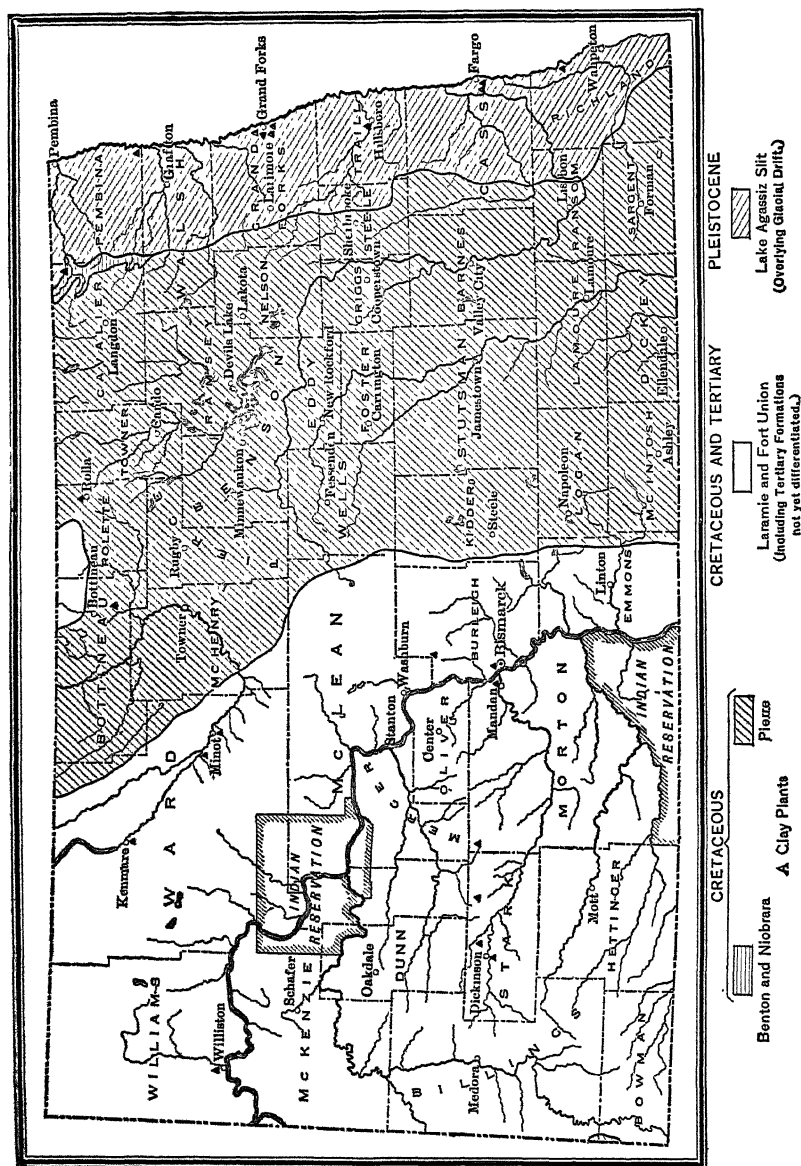 Pembina
PEMBINA
CAVALIER
Langdon
Rolla
TOWNER
ROLETTE
Bottineau
BOTTINEAU
Kenmare
WARD
WILLIAMS
Grafton
WALSH
Cando
RAMSEY
Rugby
PIERCE
Towner
MCHENRY
Minot
Williston
Grand Forks
Larimore
GRAND FORKS
Lakota
NELSON
Devils Lake
BENSON
Minnewaukon
INDIAN RESERVATION
Schafer
MCKENZIE
Hillsboro
TRAILL
Sherbrooke
STEELE
GRIGGS
Cooperstown
EDDY
New Rockford
FOSTER
Carrington
Fessenden
WELLS
MCLEAN
Washburn
Stanton
MERCER
Oakdale
DUNN
Fargo
CASS
BARNES
Valley City
STUTSMAN
Jamestown
KIDDER
Steele
BURLEIGH
Bismarck
Mandan
Center
OLIVER
MORTON
Dickinson
STARK
Medora
BILLINGS
Wahpeton
RICHLAND
Lisbon
RANSOM
SARGENT
Forman
Lamoure
LAMOURE
DICKEY
Ellendale
Napoleon
LOGAN
MCINTOSH
Ashley
Linton
EMMONS
INDIAN RESERVATION
Mott
HETTINGER
BOWMAN
CRETACEOUS
CRETACEOUS AND TERTIARY
PLEISTOCENE
Benton and Niobrara
Pierre
Laramie and Fort Union
(Including Tertiary Formations
not yet differentiated.)
Lake Agassiz Silt
(Overlying Glacial Drift.)
Clay Plants